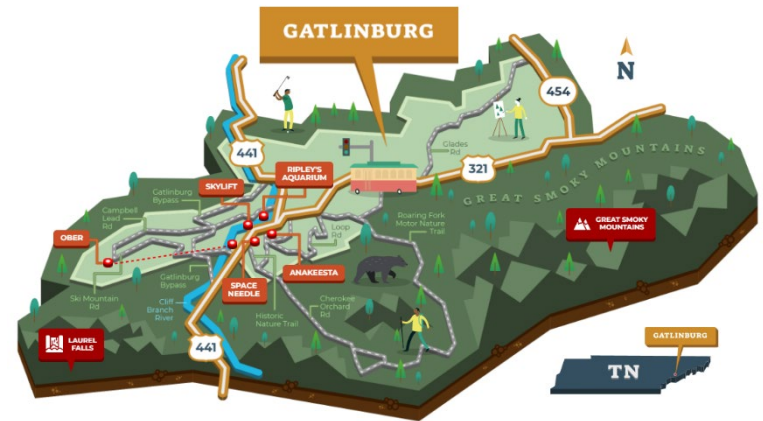 GATLINBURG
N
454
441
RIPLEY'S
AQUARIUM
SKYLIFT
Gatlinburg
Bypass
Campbell
Lead
Rd
OBER
Glades
Rd
321
GREAT SMOKY MOUNTAINS
Loop
Rd
Roaring Fork
Motor Nature
Trail
GREAT SMOKY
MOUNTAINS
ANAKEESTA
SPACE
NEEDLE
Gatlinburg
Bypass
Ski Mountain
Rd
Cliff
Branch
River
Historic
Nature Trail
Cherokee
Orchard
Rd
441
LAUREL
FALLS
GATLINBURG
TN